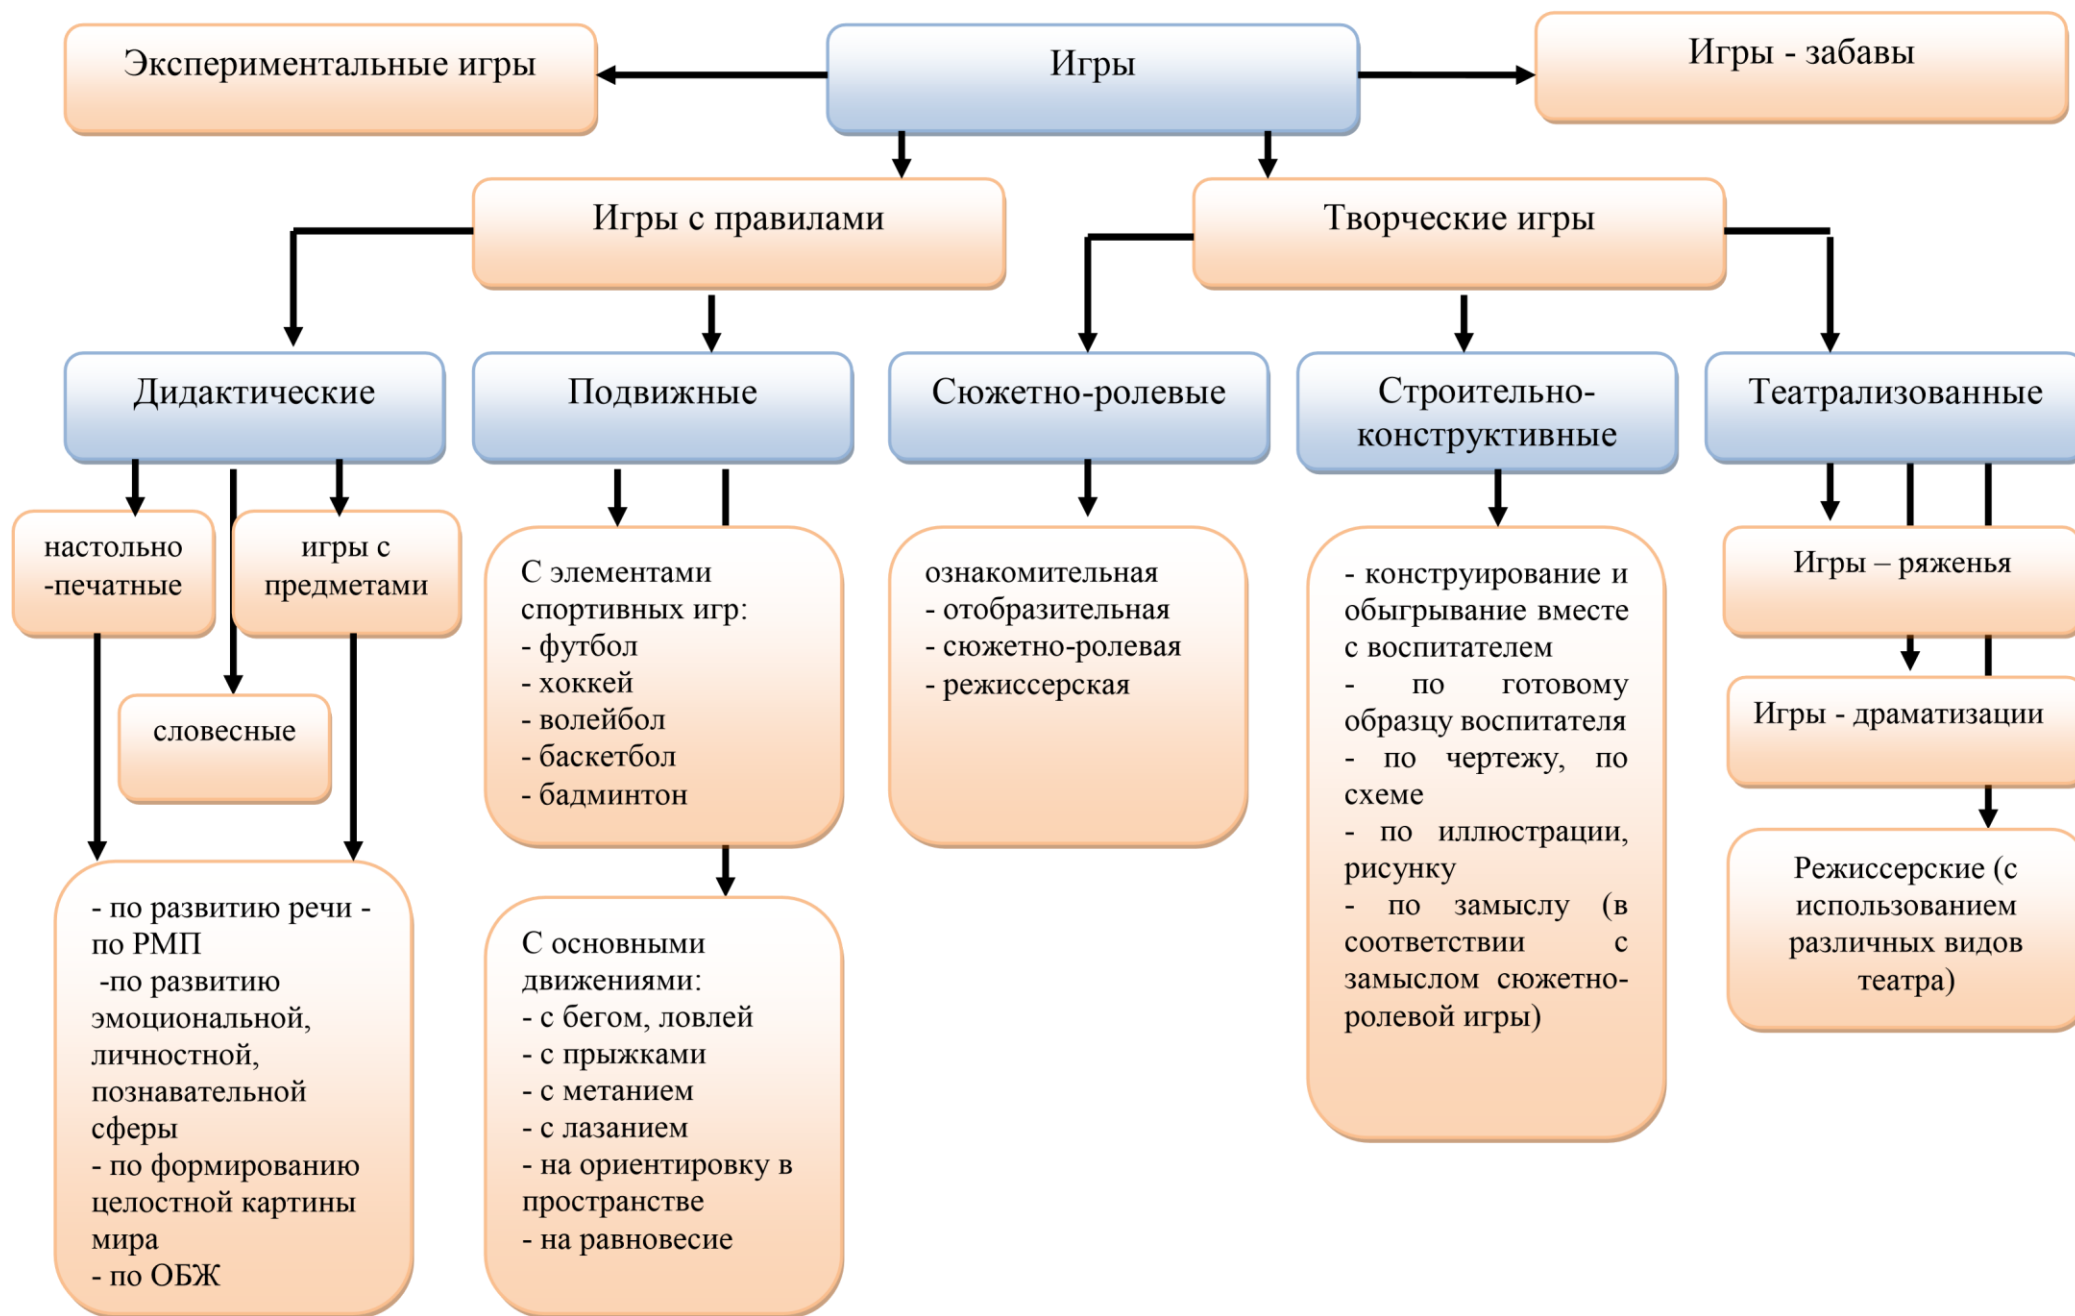 Экспериментальные игры
Игры
Игры - забавы
Игры с правилами
Творческие игры
Дидактические
Подвижные
Сюжетно-ролевые
Строительно-
конструктивные
Театрализованные
настольно
-печатные
игры с
предметами
словесные
- по развитию речи -
по РМП
-по развитию
эмоциональной,
личностной,
познавательной
сферы
- по формированию
целостной картины
мира
- по ОБЖ
С элементами
спортивных игр:
- футбол
- хоккей
- волейбол
- баскетбол
- бадминтон
С основными
движениями:
- с бегом, ловлей
- с прыжками
- с метанием
- с лазанием
- на ориентировку в
пространстве
- на равновесие
ознакомительная
- отобразительная
- сюжетно-ролевая
- режиссерская
- конструирование и
обыгрывание вместе
с воспитателем
- по готовому
образцу воспитателя
- по чертежу, по
схеме
- по иллюстрации,
рисунку
- по замыслу (в
соответствии с
замыслом сюжетно-
ролевой игры)
Игры – ряженья
Игры - драматизации
Режиссерские (с
использованием
различных видов
театра)